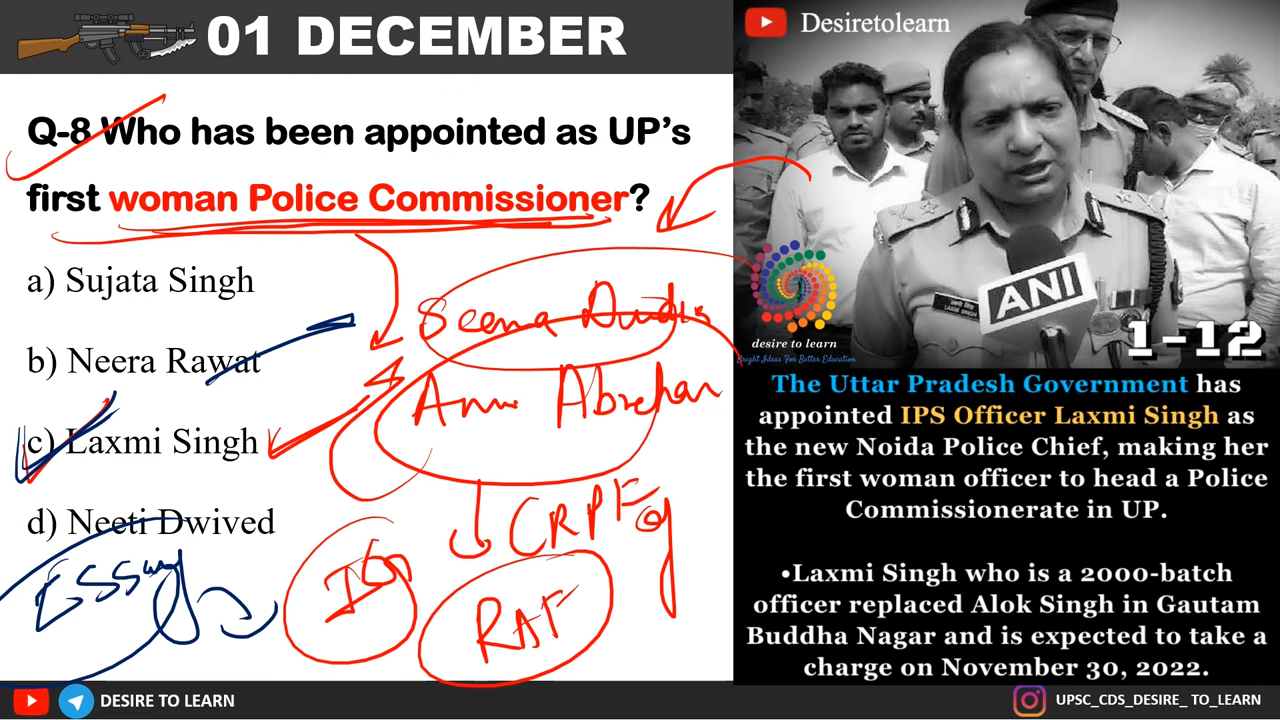 01 DECEMBER
Q-8 Who has been appointed as UP's
first woman Police Commissioner?
a) Sujata Singh
b) Neera Rawat
c) Laxmi Singh
d) Neeti Dwived
Seema
Abraham
CRPF
RAF
Essay
Desiretolearn
ANI
desire to learn
Bright Ideas For Better Education
1-12
The Uttar Pradesh Government has
appointed IPS Officer Laxmi Singh as
the new Noida Police Chief, making her
the first woman officer to head a Police
Commissionerate in UP.
•Laxmi Singh who is a 2000-batch
officer replaced Alok Singh in Gautam
Buddha Nagar and is expected to take a
charge on November 30, 2022.
DESIRE TO LEARN
UPSC_CDS_DESIRE_ TO_LEARN